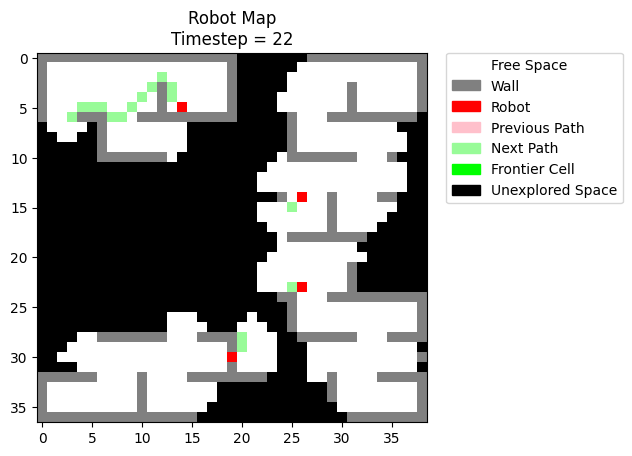 Robot Map
Timestep = 22
Free Space
Wall
Robot
Previous Path
Next Path
Frontier Cell
Unexplored Space
0
5
10
15
20
25
30
35
0
5
10
15
20
25
30
35